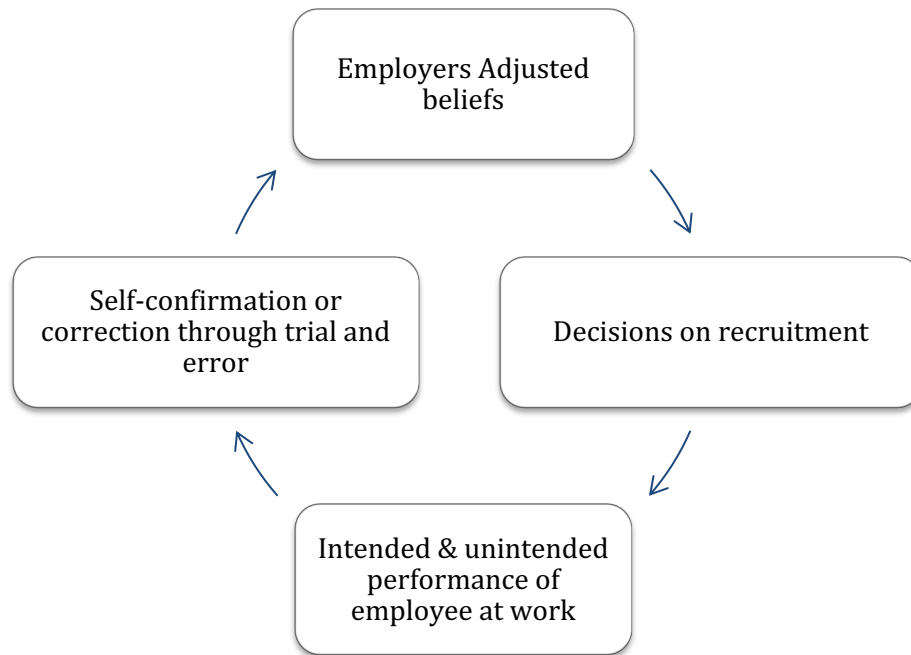 Employers Adjusted
beliefs
Decisions on recruitment
Intended & unintended
performance of
employee at work
Self-confirmation or
correction through trial and
error